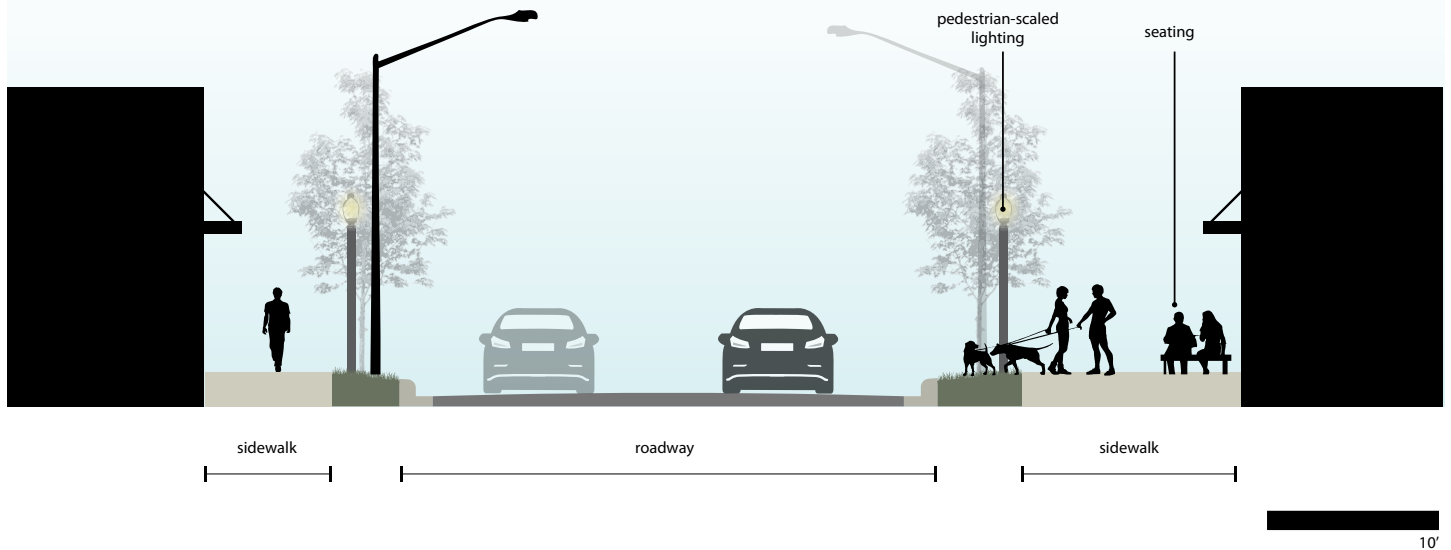 pedestrian-scaled
lighting
seating
sidewalk
roadway
sidewalk
10′